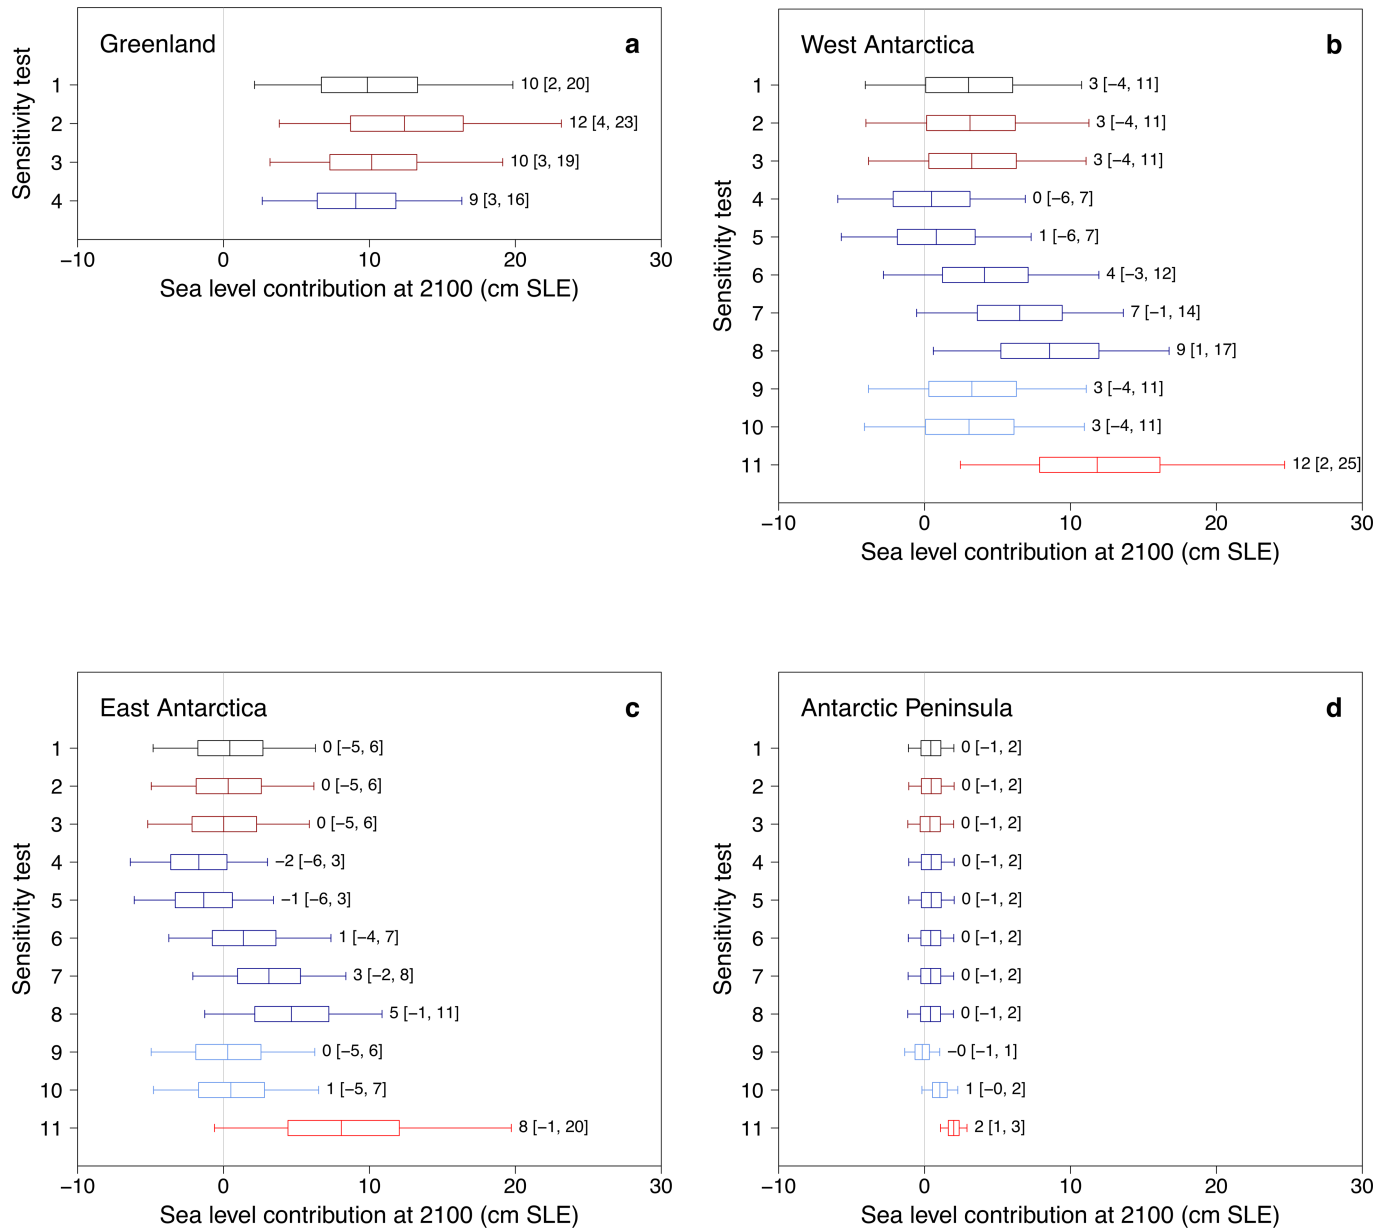 Greenland
a
Sensitivity test
1
10 [2, 20]
2
12 [4, 23]
3
10 [3, 19]
4
9 [3, 16]
−10 0 10 20 30
Sea level contribution at 2100 (cm SLE)
West Antarctica
b
Sensitivity test
1
3 [−4, 11]
2
3 [−4, 11]
3
3 [−4, 11]
4
0 [−6, 7]
5
1 [−6, 7]
6
4 [−3, 12]
7
7 [−1, 14]
8
9 [1, 17]
9
3 [−4, 11]
10
3 [−4, 11]
11
12 [2, 25]
−10 0 10 20 30
Sea level contribution at 2100 (cm SLE)
East Antarctica
c
Sensitivity test
1
0 [−5, 6]
2
0 [−5, 6]
3
0 [−5, 6]
4
−2 [−6, 3]
5
−1 [−6, 3]
6
1 [−4, 7]
7
3 [−2, 8]
8
5 [−1, 11]
9
0 [−5, 6]
10
1 [−5, 7]
11
8 [−1, 20]
−10 0 10 20 30
Sea level contribution at 2100 (cm SLE)
Antarctic Peninsula
d
Sensitivity test
1
0 [−1, 2]
2
0 [−1, 2]
3
0 [−1, 2]
4
0 [−1, 2]
5
0 [−1, 2]
6
0 [−1, 2]
7
0 [−1, 2]
8
0 [−1, 2]
9
−0 [−1, 1]
10
1 [−0, 2]
11
2 [1, 3]
−10 0 10 20 30
Sea level contribution at 2100 (cm SLE)